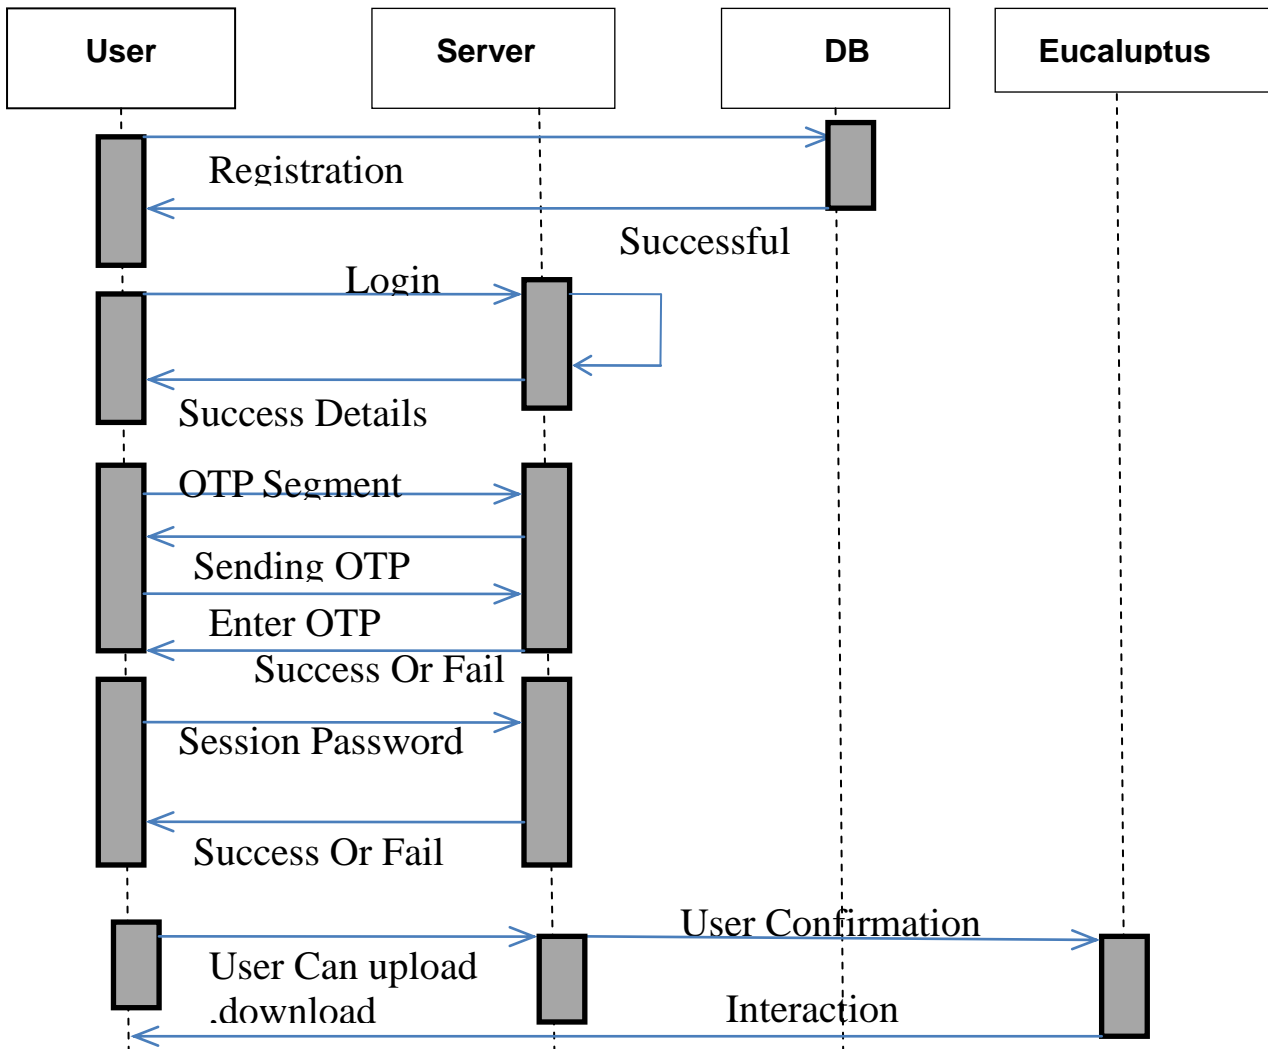 User
Server
DB
Eucaluptus
Registration
Successful
Login
Success Details
OTP Segment
Sending OTP
Enter OTP
Success Or Fail
Session Password
Success Or Fail
User Confirmation
User Can upload
,download
Interaction